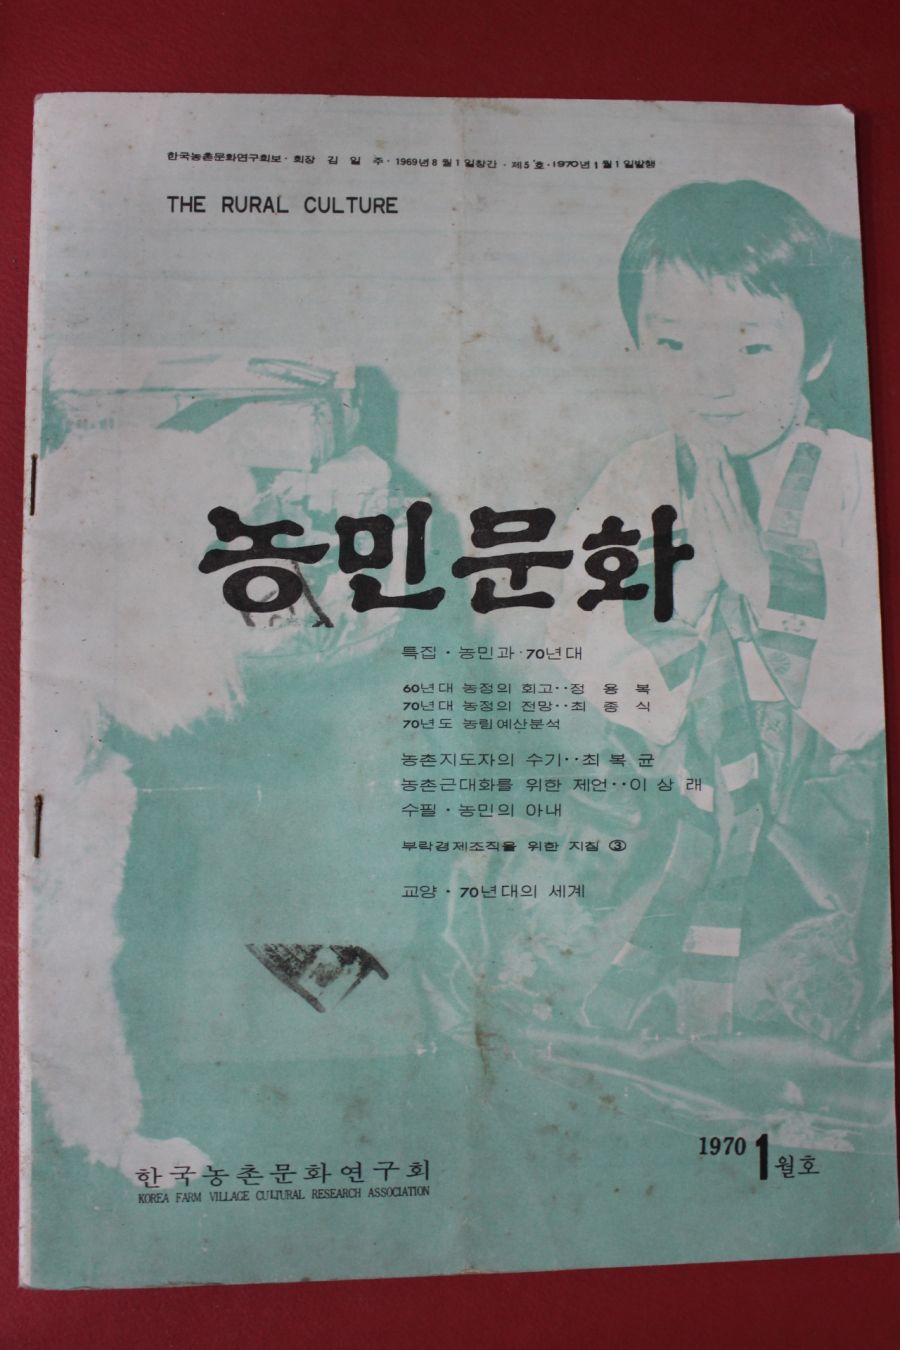 한국농촌문화연구회보 · 회장 김 일 주 · 1969년 8월 1일창간 · 제5호 · 1970년 1월 1일발행
THE RURAL CULTURE
농민문화
특집 · 농민과 · 70년대
60년대 농정의 회고 · · 정 용 복
70년대 농정의 전망 · · 최 종 식
70년도 농림예산분석
농촌지도자의 수기 · · 최 복 균
농촌근대화를 위한 제언 · · 이 상 래
수필 · 농민의 아내
부락경제조직을 위한 지침 ③
교양 · 70년대의 세계
1970 1월호
한국농촌문화연구회
KOREA FARM VILLAGE CULTURAL RESEARCH ASSOCIATION